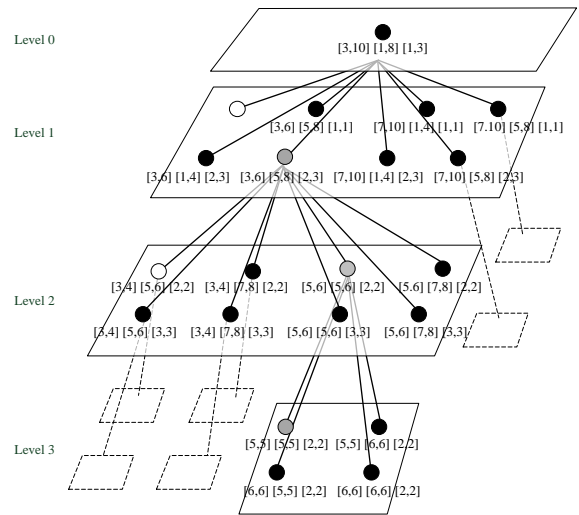 Level 0
[3,10] [1,8] [1,3]
Level 1
[3,6] [5,8] [1,1]
[7,10] [1,4] [1,1]
[7.10] [5,8] [1,1]
[3,6] [1,4] [2,3]
[3,6] [5,8] [2,3]
[7,10] [1,4] [2,3]
[7,10] [5,8] [2,3]
Level 2
[3,4] [5,6] [2,2]
[3,4] [7,8] [2,2]
[5,6] [5,6] [2,2]
[5.6] [7,8] [2,2]
[3,4] [5,6] [3,3]
[3,4] [7,8] [3,3]
[5,6] [5,6] [3,3]
[5,6] [7,8] [3,3]
Level 3
[5,5] [5,5] [2,2]
[5,5] [6,6] [2,2]
[6,6] [5,5] [2,2]
[6,6] [6,6] [2,2]